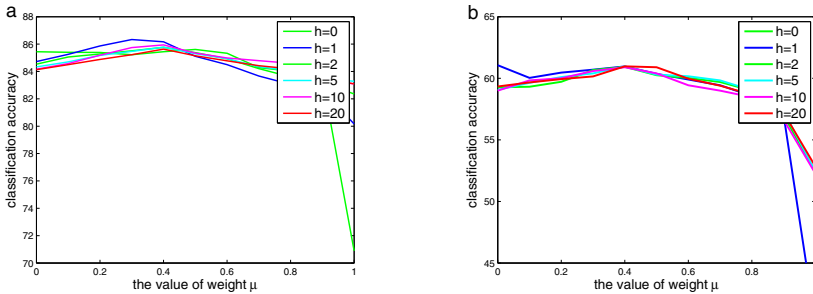 a
88
86
84
82
80
78
76
74
72
70
classification accuracy
0
0.2
0.4
0.6
0.8
1
the value of weight μ
h=0
h=1
h=2
h=5
h=10
h=20
b
65
60
55
50
45
classification accuracy
0
0.2
0.4
0.6
0.8
the value of weight μ
h=0
h=1
h=2
h=5
h=10
h=20